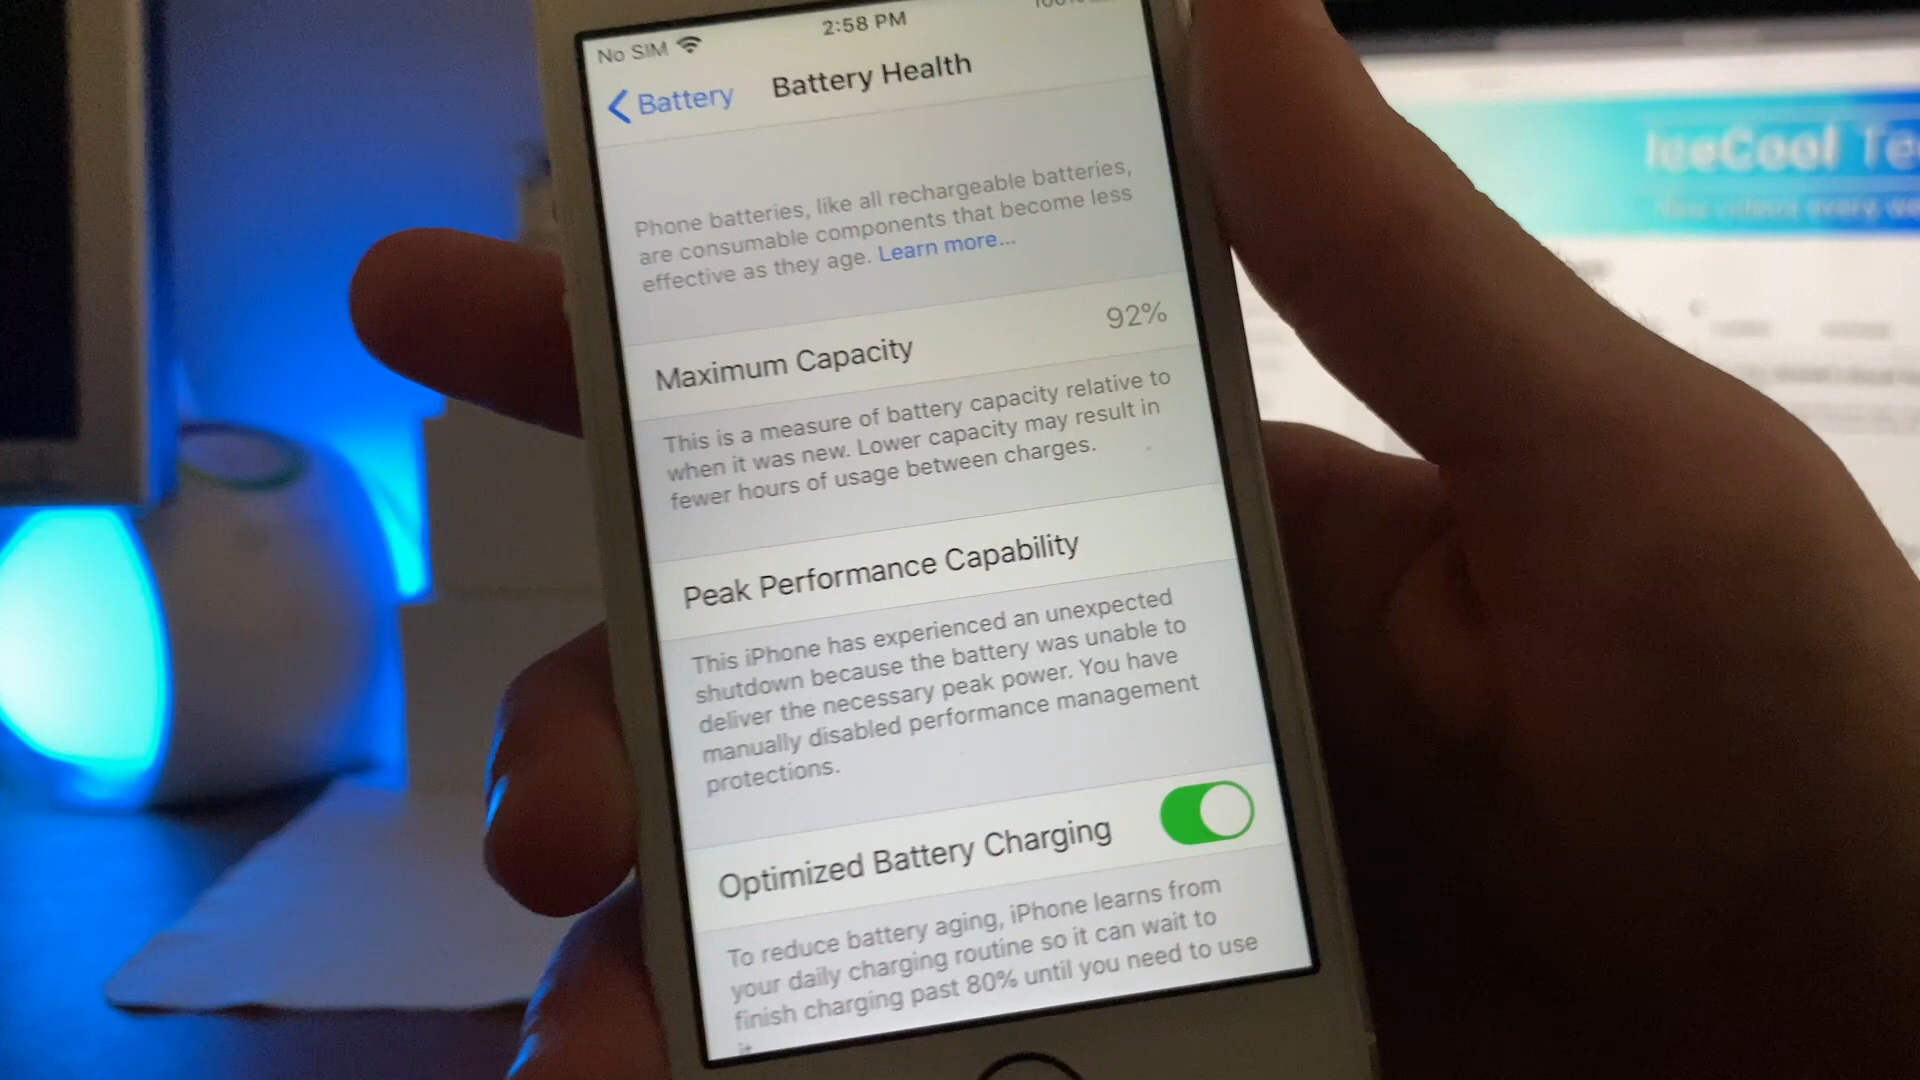 No SIM 2:58 PM
Battery Battery Health
Phone batteries, like all rechargeable batteries,
are consumable components that become less
effective as they age. Learn more...
Maximum Capacity 92%
This is a measure of battery capacity relative to
when it was new. Lower capacity may result in
fewer hours of usage between charges.
Peak Performance Capability
This iPhone has experienced an unexpected
shutdown because the battery was unable to
deliver the necessary peak power. You have
manually disabled performance management
protections.
Optimized Battery Charging
To reduce battery aging, iPhone learns from
your daily charging routine so it can wait to
finish charging past 80% until you need to use
IceCool Te